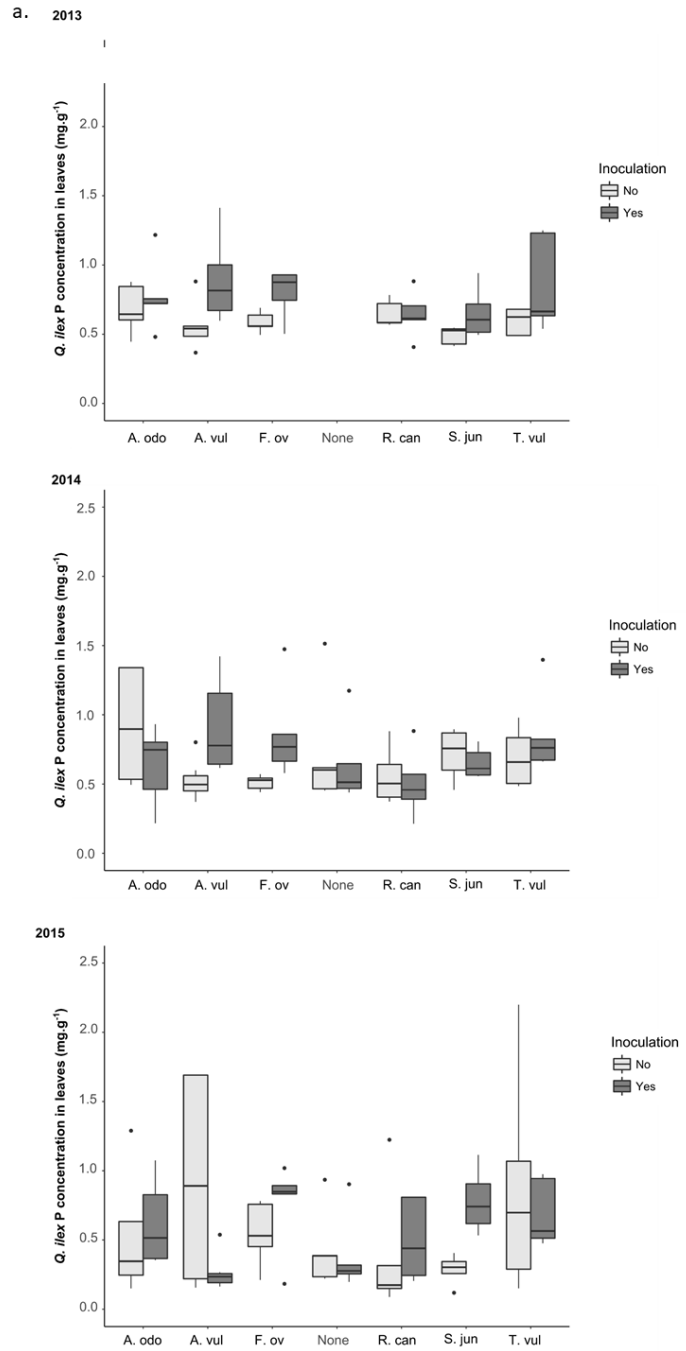 a.
2013
Q. ilex P concentration in leaves (mg.g-1)
2.0
1.5
1.0
0.5
0.0
A. odo A. vul F. ov None R. can S. jun T. vul
Inoculation
No
Yes
2014
Q. ilex P concentration in leaves (mg.g-1)
2.5
2.0
1.5
1.0
0.5
0.0
A. odo A. vul F. ov None R. can S. jun T. vul
Inoculation
No
Yes
2015
Q. ilex P concentration in leaves (mg.g-1)
2.5
2.0
1.5
1.0
0.5
0.0
A. odo A. vul F. ov None R. can S. jun T. vul
Inoculation
No
Yes